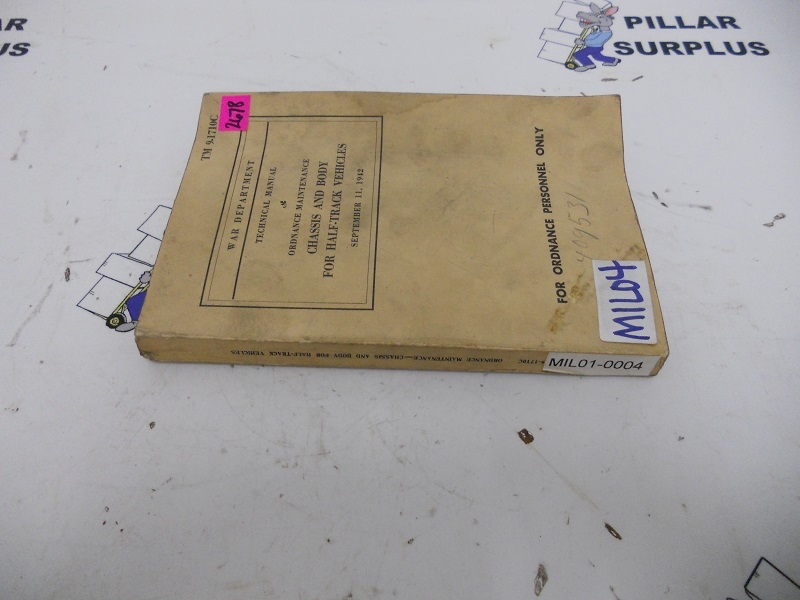 AR
US
PILLAR
SURPLUS
TM 9-1710C
2678
WAR DEPARTMENT
TECHNICAL MANUAL
ORDNANCE MAINTENANCE
CHASSIS AND BODY
FOR HALF-TRACK VEHICLES
SEPTEMBER 11, 1942
FOR ORDNANCE PERSONNEL ONLY
MIL04
ORDNANCE MAINTENANCE—CHASSIS AND BODY FOR HALF-TRACK VEHICLES
MIL01-0004